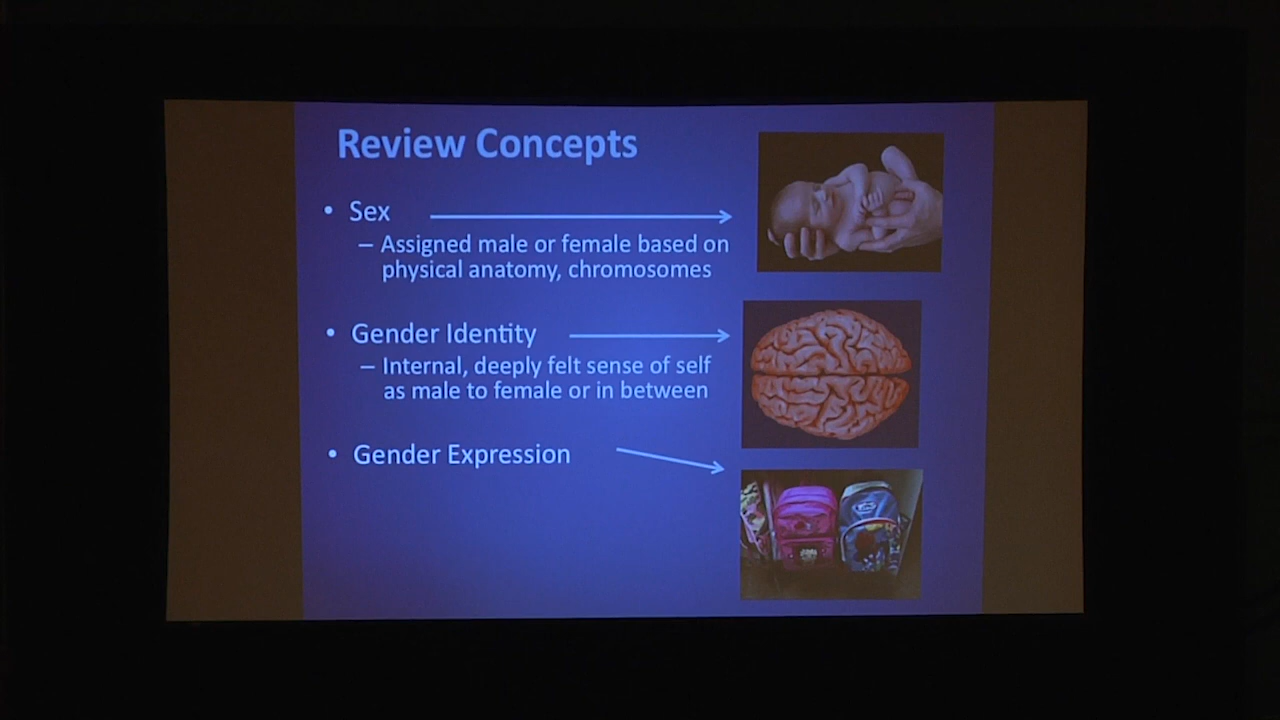 Review Concepts
• Sex
– Assigned male or female based on
physical anatomy, chromosomes
• Gender Identity
– Internal, deeply felt sense of self
as male to female or in between
• Gender Expression